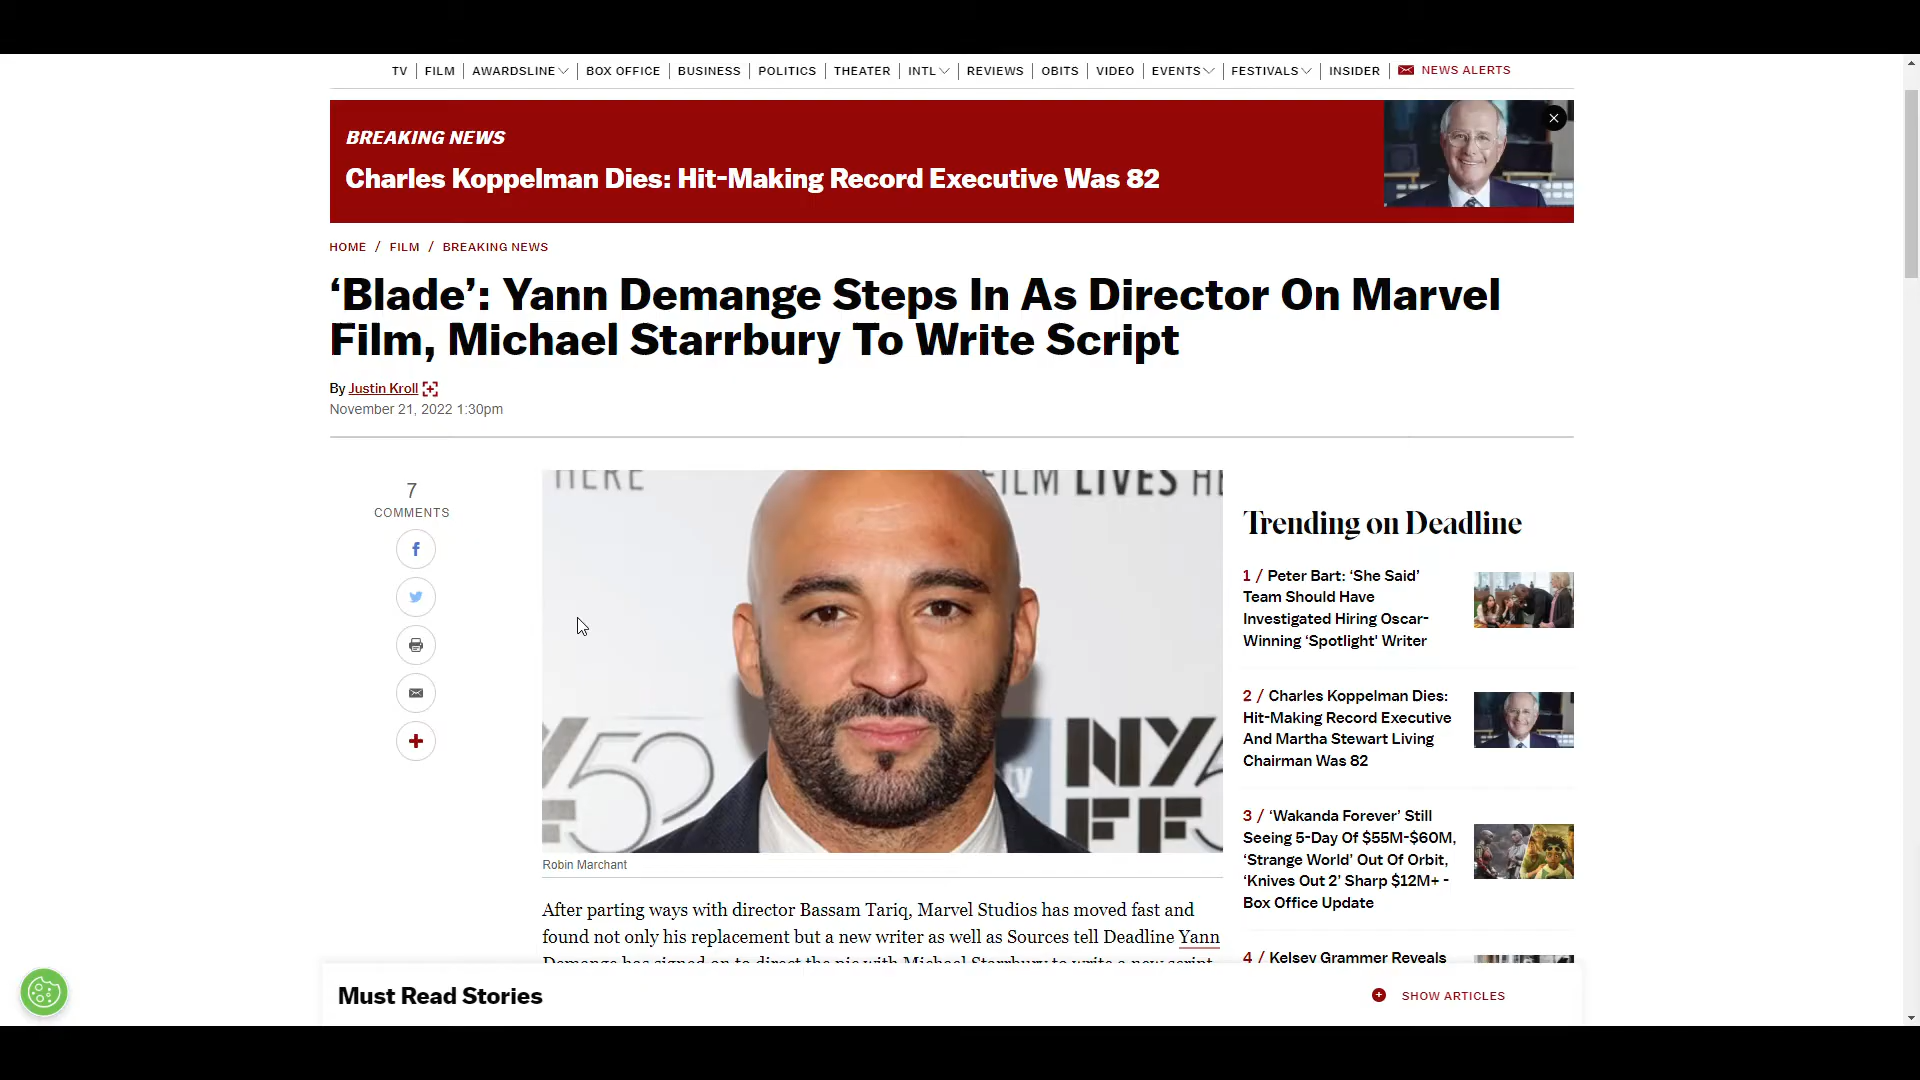 TV
FILM
AWARDSLINE
BOX OFFICE
BUSINESS
POLITICS
THEATER
INTL
REVIEWS
OBITS
VIDEO
EVENTS
FESTIVALS
INSIDER
NEWS ALERTS
BREAKING NEWS
Charles Koppelman Dies: Hit-Making Record Executive Was 82
HOME / FILM / BREAKING NEWS
‘Blade’: Yann Demange Steps In As Director On Marvel
Film, Michael Starrbury To Write Script
By Justin Kroll
November 21, 2022 1:30pm
7
COMMENTS
HERE
FILM LIVES HE
52
NY
FF
Robin Marchant
After parting ways with director Bassam Tariq, Marvel Studios has moved fast and
found not only his replacement but a new writer as well as Sources tell Deadline Yann
Demange has signed on to direct the pic with Michael Starrbury to write a new script
Trending on Deadline
1 / Peter Bart: ‘She Said’
Team Should Have
Investigated Hiring Oscar-
Winning ‘Spotlight’ Writer
2 / Charles Koppelman Dies:
Hit-Making Record Executive
And Martha Stewart Living
Chairman Was 82
3 / ‘Wakanda Forever’ Still
Seeing 5-Day Of $55M-$60M,
‘Strange World’ Out Of Orbit,
‘Knives Out 2’ Sharp $12M+ -
Box Office Update
4 / Kelsey Grammer Reveals
Must Read Stories
SHOW ARTICLES